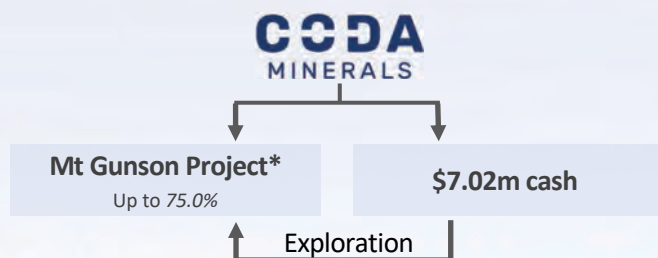 CODA
MINERALS
Mt Gunson Project*
Up to 75.0%
$7.02m cash
Exploration